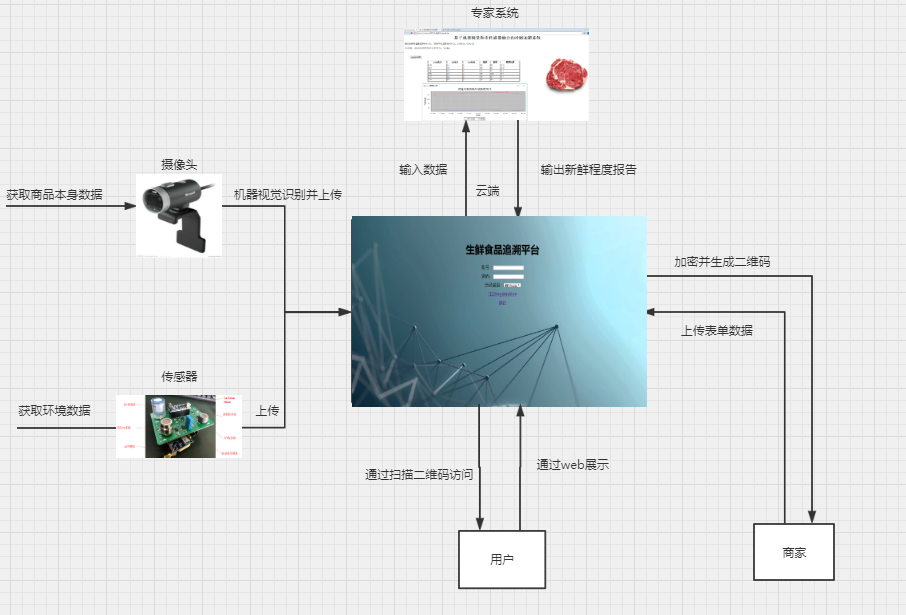 专家系统
输入数据
输出新鲜程度报告
云端
摄像头
获取商品本身数据
机器视觉识别并上传
生鲜食品追溯平台
加密并生成二维码
上传表单数据
传感器
获取环境数据
上传
通过扫描二维码访问
通过web展示
用户
商家